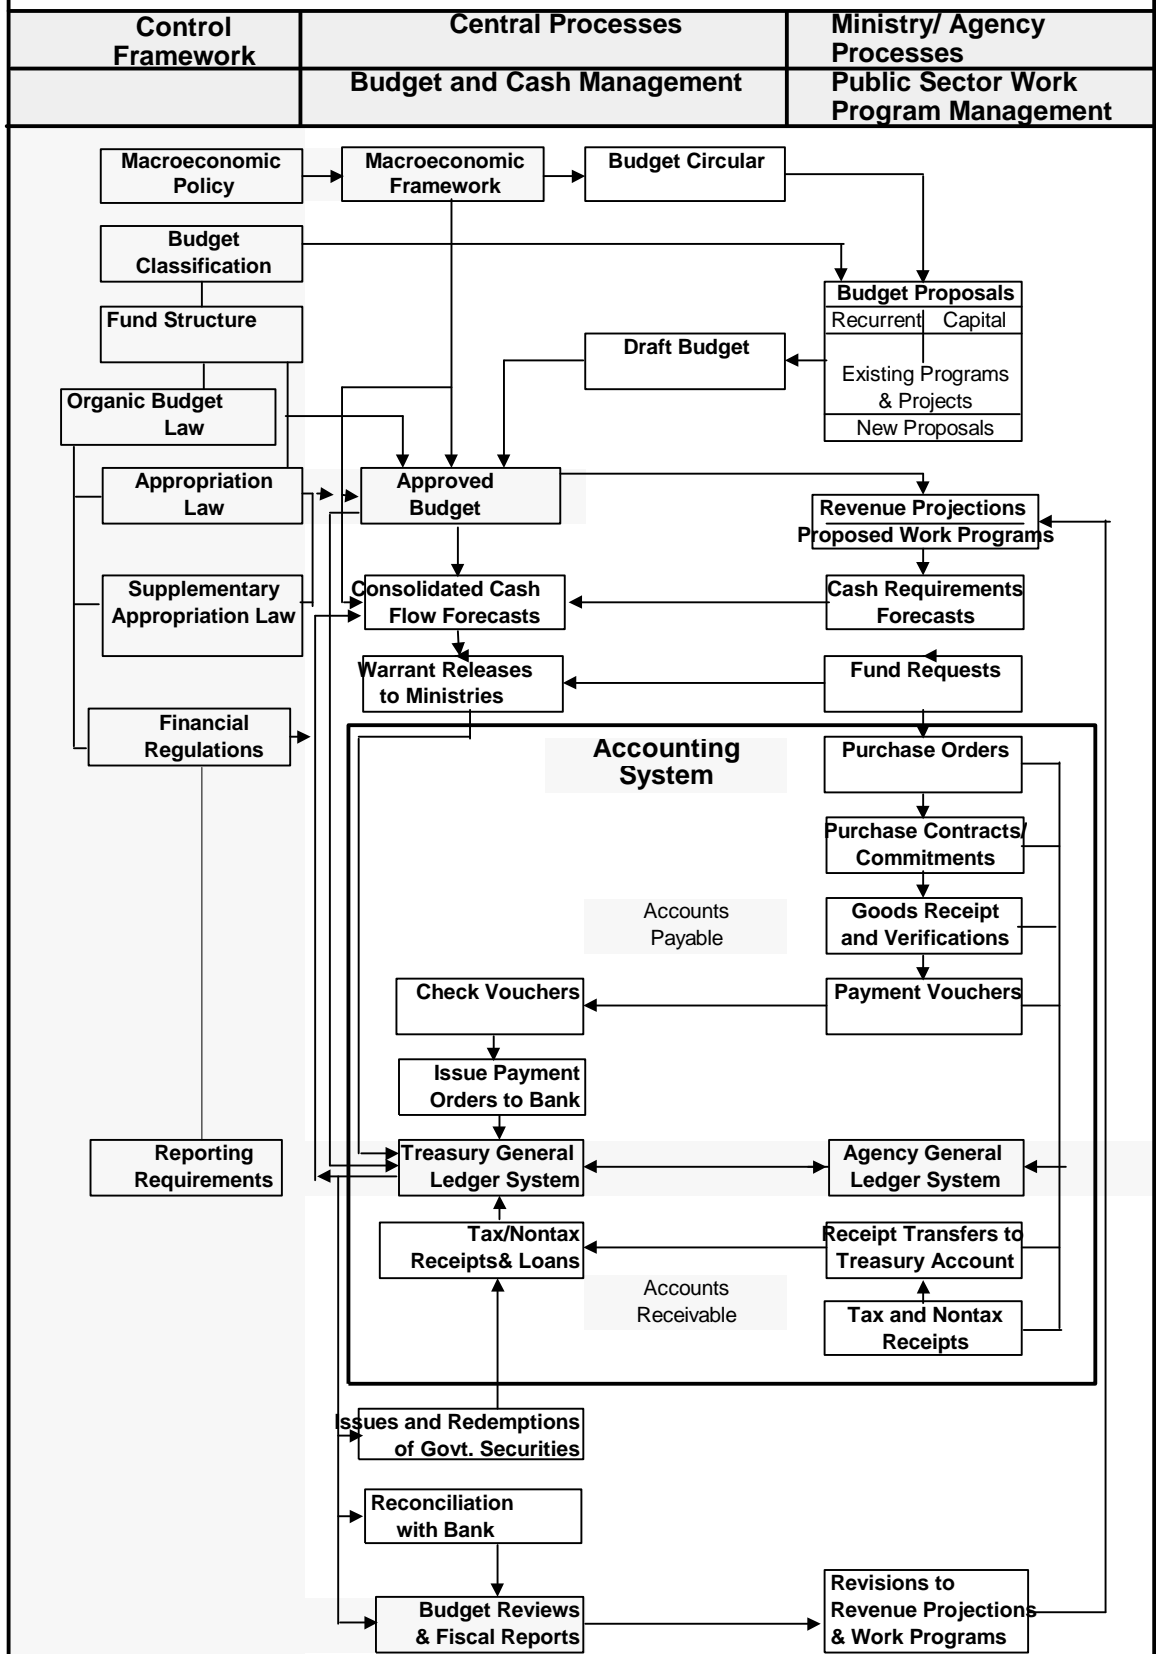 Control
Framework
Central Processes
Ministry/ Agency
Processes
Budget and Cash Management
Public Sector Work
Program Management
Macroeconomic
Policy
Macroeconomic
Framework
Budget Circular
Budget
Classification
Budget Proposals
Recurrent
Capital
Existing Programs
& Projects
New Proposals
Fund Structure
Draft Budget
Organic Budget
Law
Appropriation
Law
Approved
Budget
Revenue Projections
Proposed Work Programs
Supplementary
Appropriation Law
Consolidated Cash
Flow Forecasts
Cash Requirements
Forecasts
Warrant Releases
to Ministries
Fund Requests
Financial
Regulations
Accounting
System
Purchase Orders
Purchase Contracts/
Commitments
Accounts
Payable
Goods Receipt
and Verifications
Check Vouchers
Payment Vouchers
Issue Payment
Orders to Bank
Reporting
Requirements
Treasury General
Ledger System
Agency General
Ledger System
Tax/Nontax
Receipts& Loans
Receipt Transfers to
Treasury Account
Accounts
Receivable
Tax and Nontax
Receipts
Issues and Redemptions
of Govt. Securities
Reconciliation
with Bank
Budget Reviews
& Fiscal Reports
Revisions to
Revenue Projections
& Work Programs